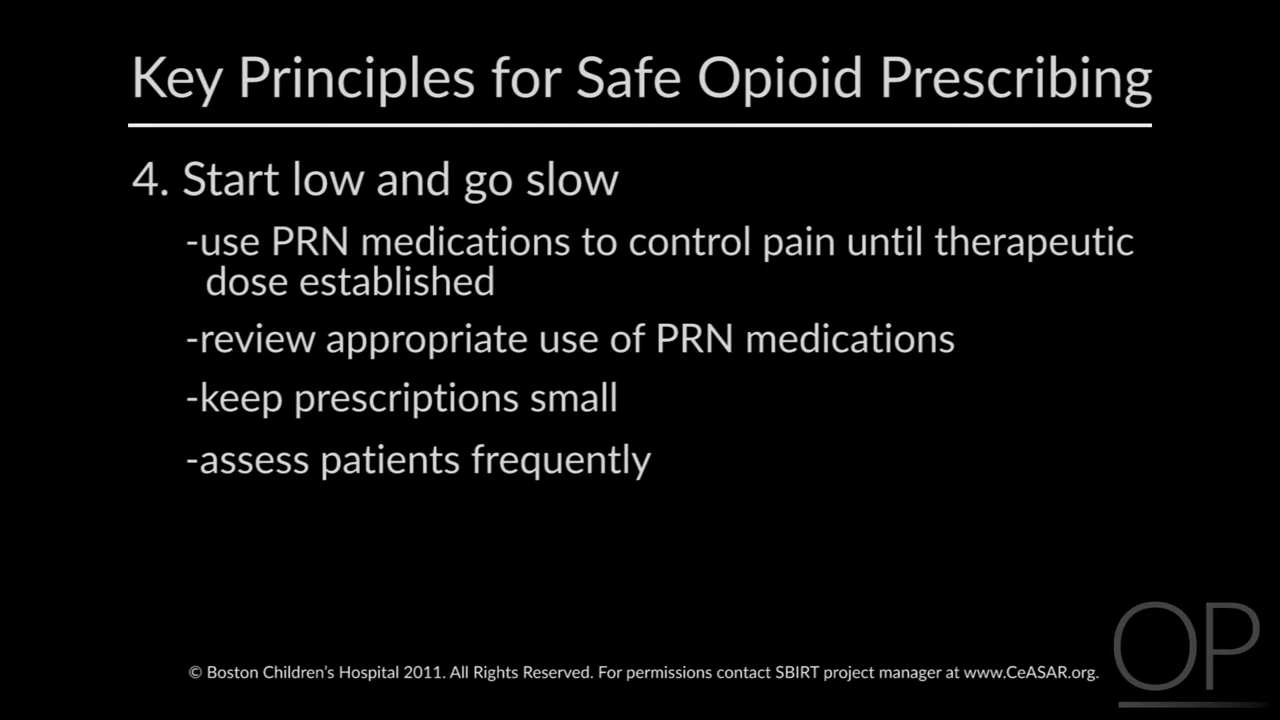 Key Principles for Safe Opioid Prescribing
4. Start low and go slow
-use PRN medications to control pain until therapeutic
dose established
-review appropriate use of PRN medications
-keep prescriptions small
-assess patients frequently
© Boston Children's Hospital 2011. All Rights Reserved. For permissions contact SBIRT project manager at www.CeASAR.org.
OP